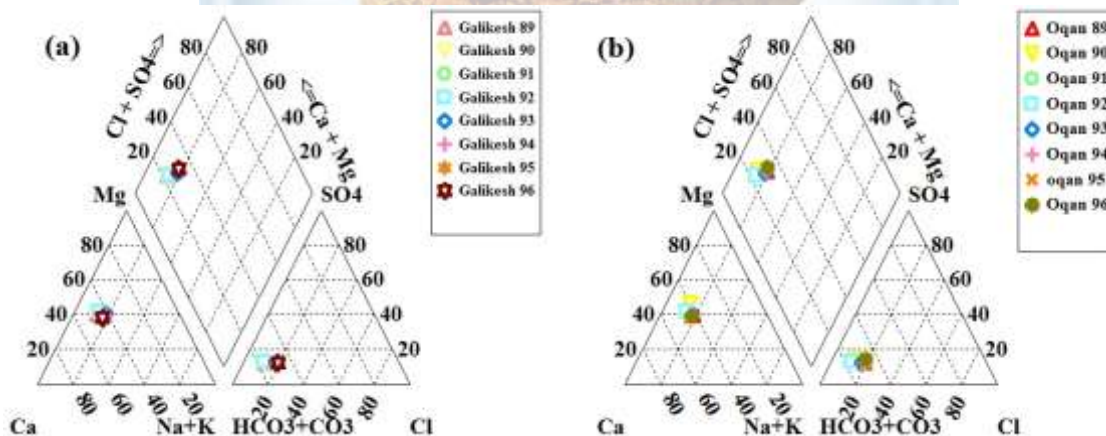 (a)
80
80
60
60
40
40
20
20
Cl + SO4=>
<=Ca + Mg
Mg
SO4
80
80
60
60
40
40
20
20
80
60
40
20
20
40
60
80
Ca
Na+K
HCO3+CO3
Cl
Galikesh 89
Galikesh 90
Galikesh 91
Galikesh 92
Galikesh 93
Galikesh 94
Galikesh 95
Galikesh 96
(b)
80
80
60
60
40
40
20
20
Cl + SO4=>
<=Ca + Mg
Mg
SO4
80
80
60
60
40
40
20
20
80
60
40
20
20
40
60
80
Ca
Na+K
HCO3+CO3
Cl
Oqan 89
Oqan 90
Oqan 91
Oqan 92
Oqan 93
Oqan 94
oqan 95
Oqan 96